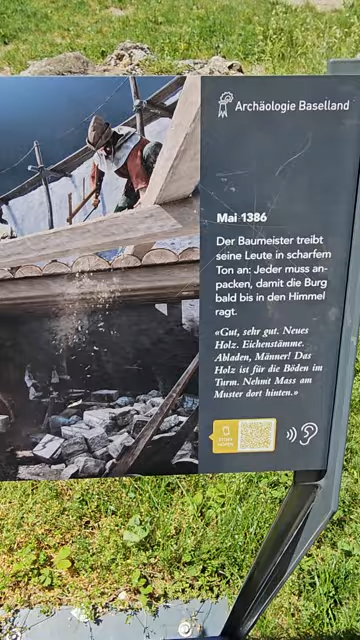 Archäologie Baselland
Mai 1386
Der Baumeister treibt
seine Leute in scharfem
Ton an: Jeder muss an-
packen, damit die Burg
bald bis in den Himmel
ragt.
«Gut, sehr gut. Neues
Holz. Eichenstämme.
Abladen, Männer! Das
Holz ist für die Böden im
Turm. Nehmt Mass am
Muster dort hinten.»